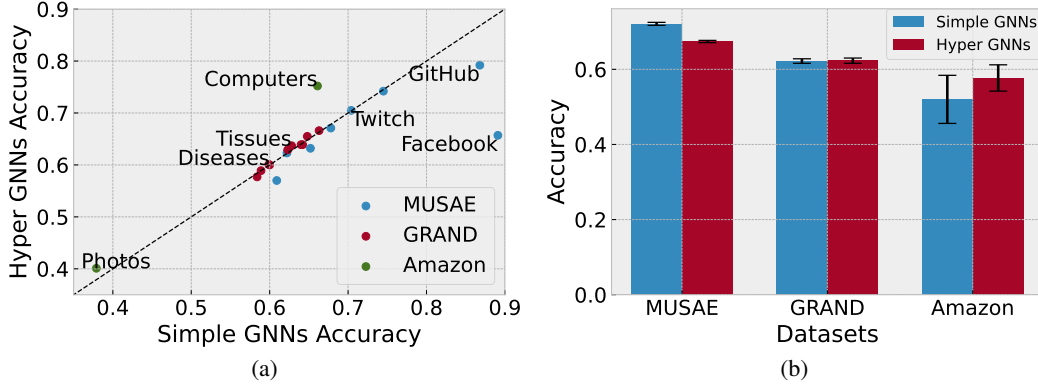 0.9
0.8
0.7
0.6
0.5
0.4
Hyper GNNs Accuracy
Computers
GitHub
Twitch
Tissues
Facebook
Diseases
Photos
MUSAE
GRAND
Amazon
0.4
0.5
0.6
0.7
0.8
0.9
Simple GNNs Accuracy
(a)
Simple GNNs
Hyper GNNs
0.6
0.4
0.2
0.0
Accuracy
MUSAE
GRAND
Amazon
Datasets
(b)